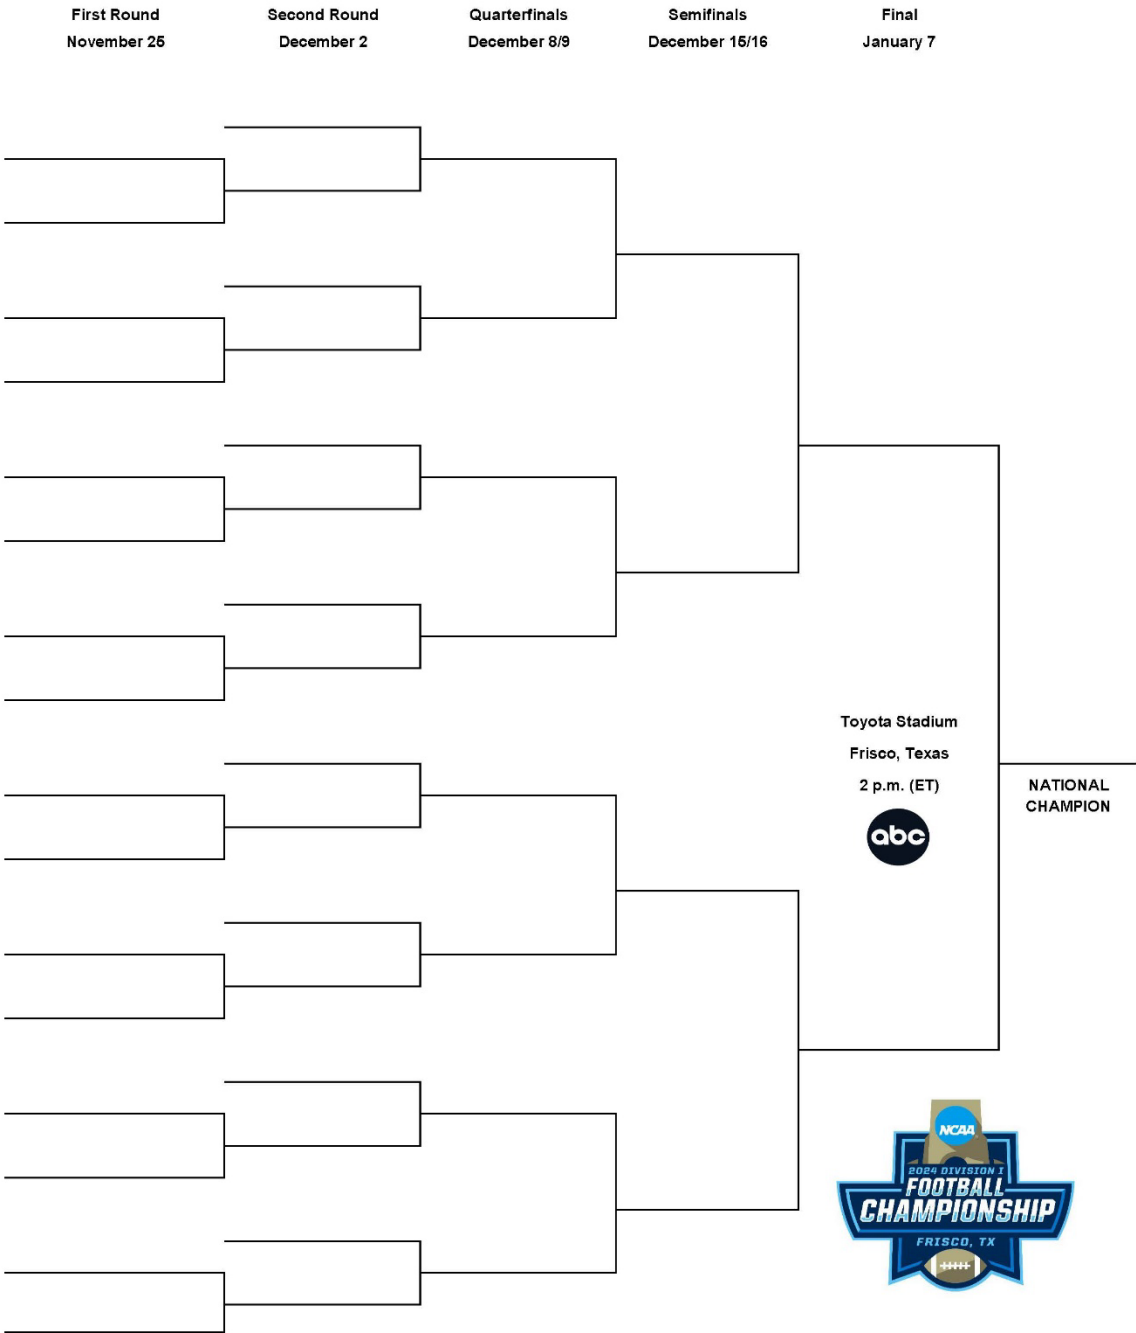 First Round
November 25
Second Round
December 2
Quarterfinals
December 8/9
Semifinals
December 15/16
Final
January 7
Toyota Stadium
Frisco, Texas
2 p.m. (ET)
abc
NATIONAL
CHAMPION
NCAA
2024 DIVISION I
FOOTBALL
CHAMPIONSHIP
FRISCO, TX